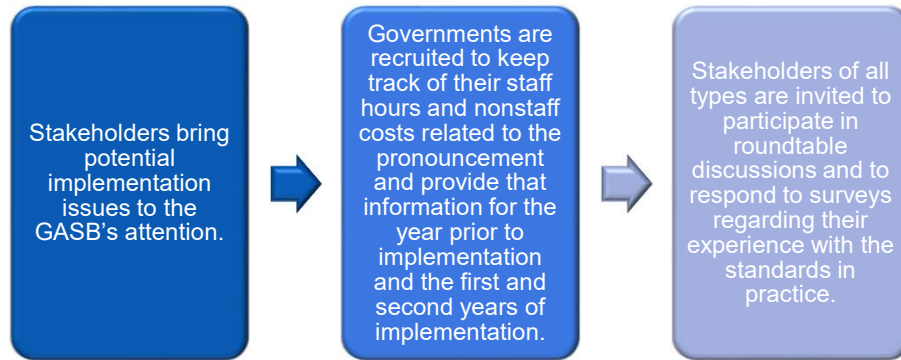 Stakeholders bring
potential
implementation
issues to the
GASB's attention.
Governments are
recruited to keep
track of their staff
hours and nonstaff
costs related to the
pronouncement
and provide that
information for the
year prior to
implementation
and the first and
second years of
implementation.
Stakeholders of all
types are invited to
participate in
roundtable
discussions and to
respond to surveys
regarding their
experience with the
standards in
practice.